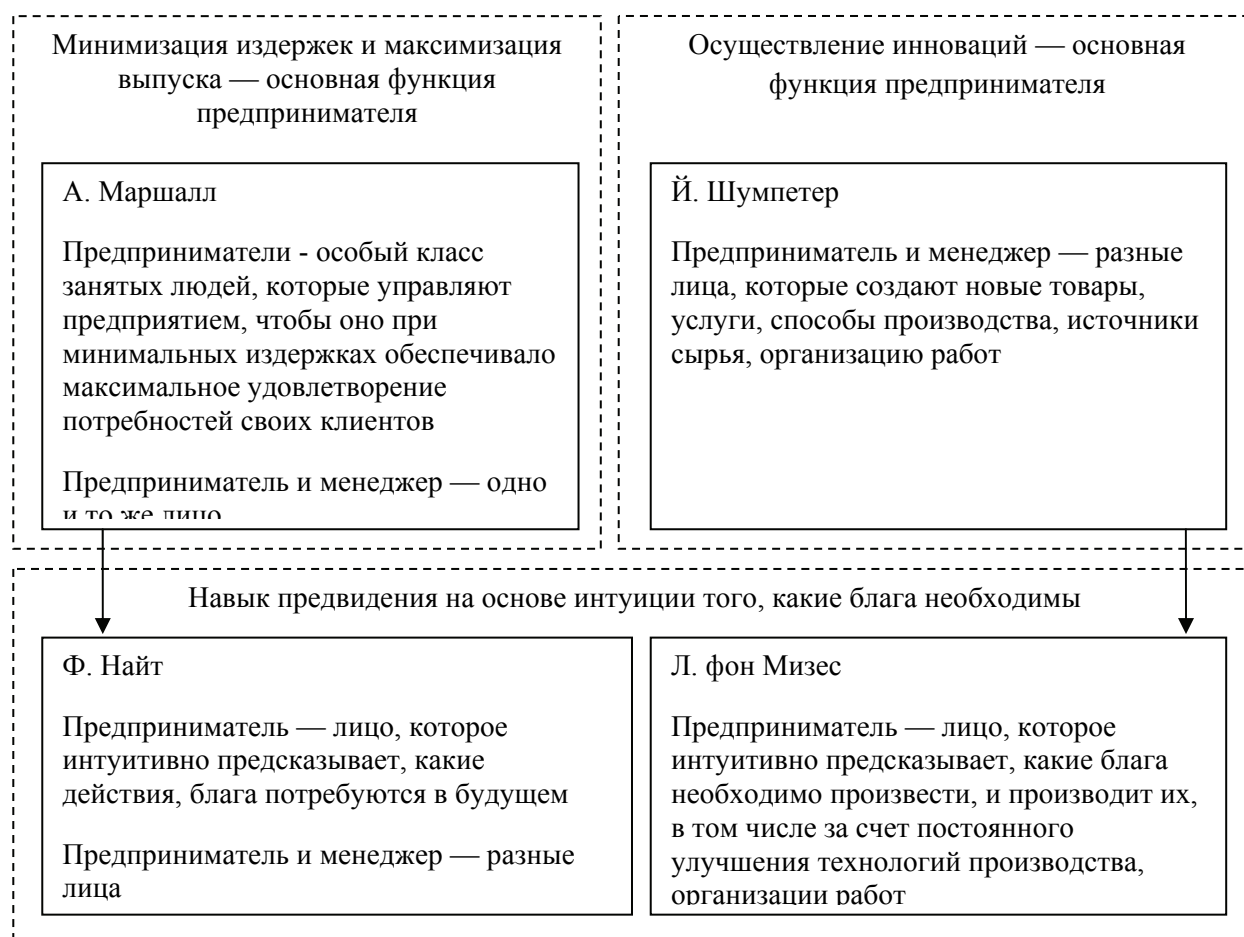 Минимизация издержек и максимизация
выпуска — основная функция
предпринимателя
Осуществление инноваций — основная
функция предпринимателя
А. Маршалл
Предприниматели - особый класс
занятых людей, которые управляют
предприятием, чтобы оно при
минимальных издержках обеспечивало
максимальное удовлетворение
потребностей своих клиентов
Предприниматель и менеджер — одно
и то же лицо
Й. Шумпетер
Предприниматель и менеджер — разные
лица, которые создают новые товары,
услуги, способы производства, источники
сырья, организацию работ
Навык предвидения на основе интуиции того, какие блага необходимы
Ф. Найт
Предприниматель — лицо, которое
интуитивно предсказывает, какие
действия, блага потребуются в будущем
Предприниматель и менеджер — разные
лица
Л. фон Мизес
Предприниматель — лицо, которое
интуитивно предсказывает, какие блага
необходимо произвести, и производит их,
в том числе за счет постоянного
улучшения технологий производства,
организации работ